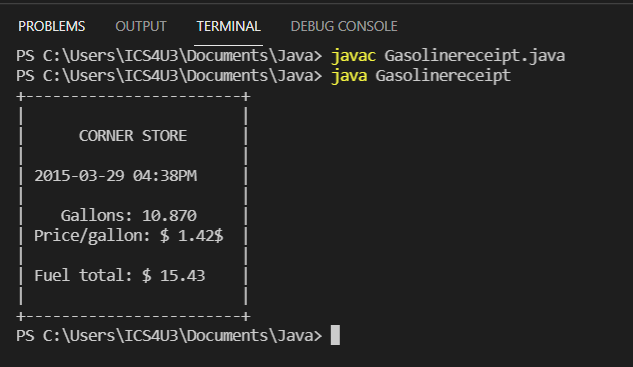 PROBLEMS OUTPUT TERMINAL DEBUG CONSOLE
PS C:\Users\ICS4U3\Documents\Java> javac Gasolinereceipt.java
PS C:\Users\ICS4U3\Documents\Java> java Gasolinereceipt
+------------------------+
|                        |
|      CORNER STORE      |
|                        |
| 2015-03-29 04:38PM     |
|                        |
|    Gallons: 10.870     |
| Price/gallon: $ 1.42$  |
|                        |
| Fuel total: $ 15.43    |
|                        |
+------------------------+
PS C:\Users\ICS4U3\Documents\Java>